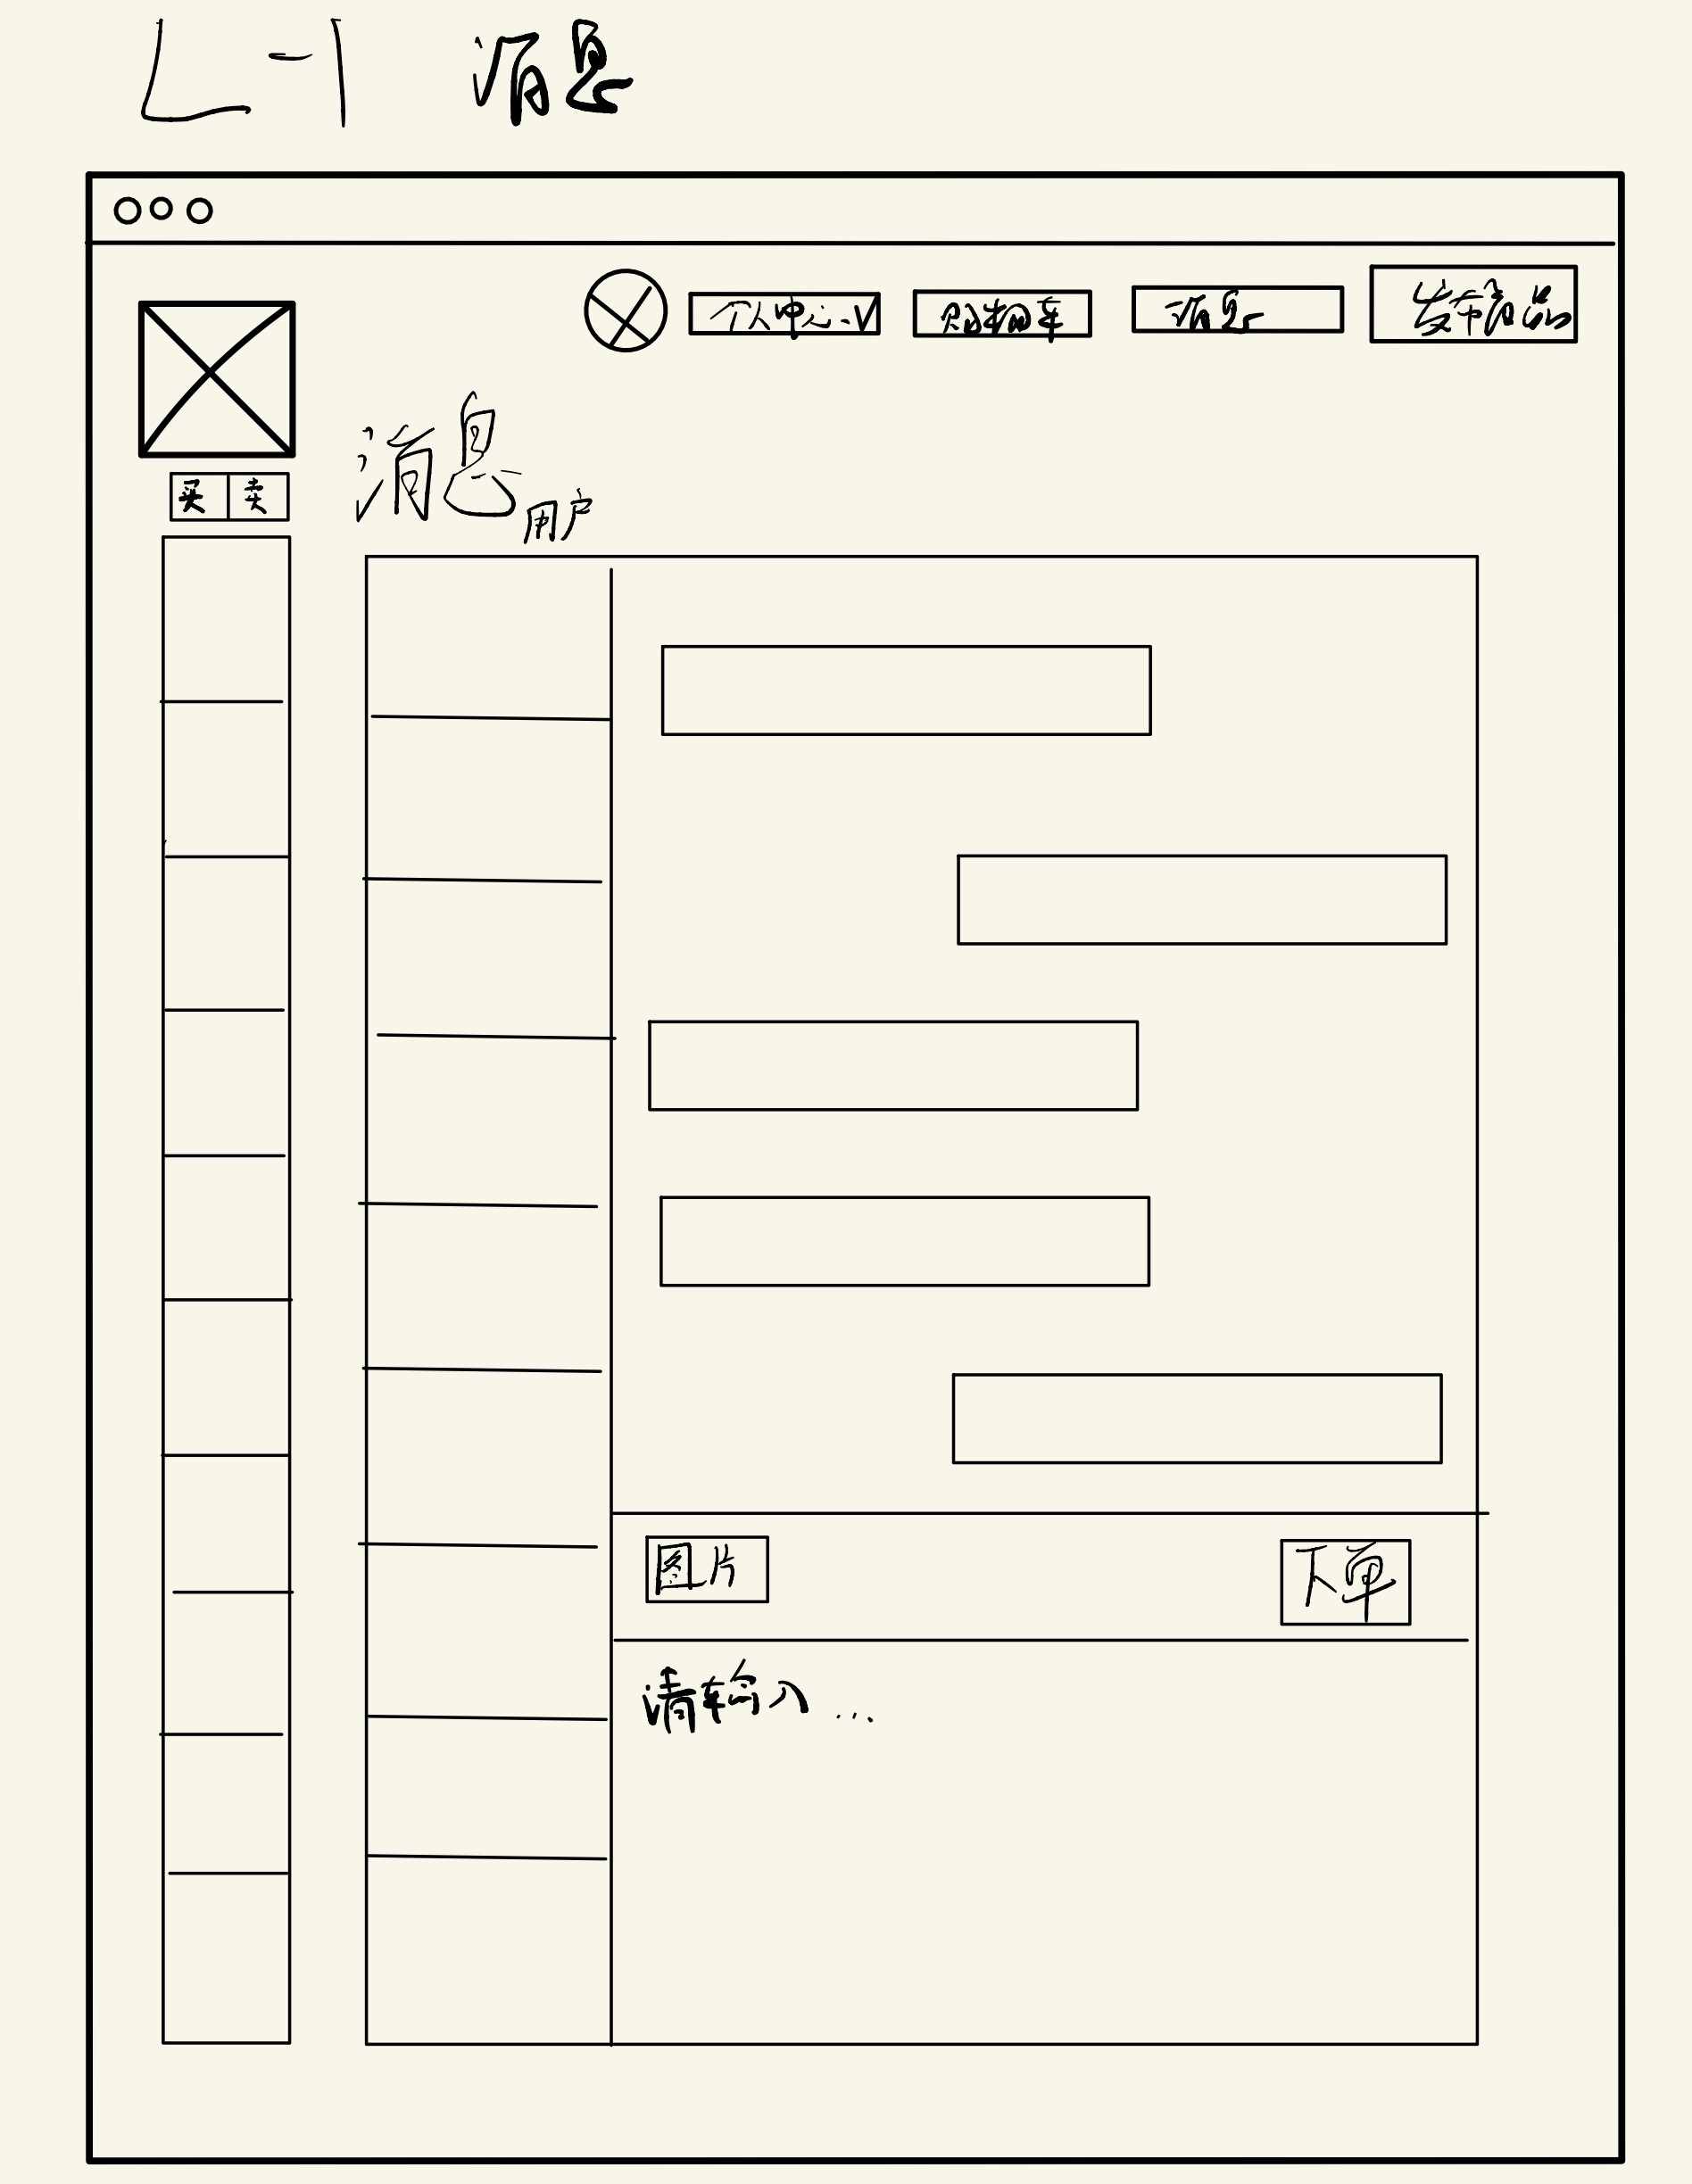 L-1 消息
个人中心 V 购物车 消息 发布商品
买 卖
消息
用户
图片 下单
请输入...